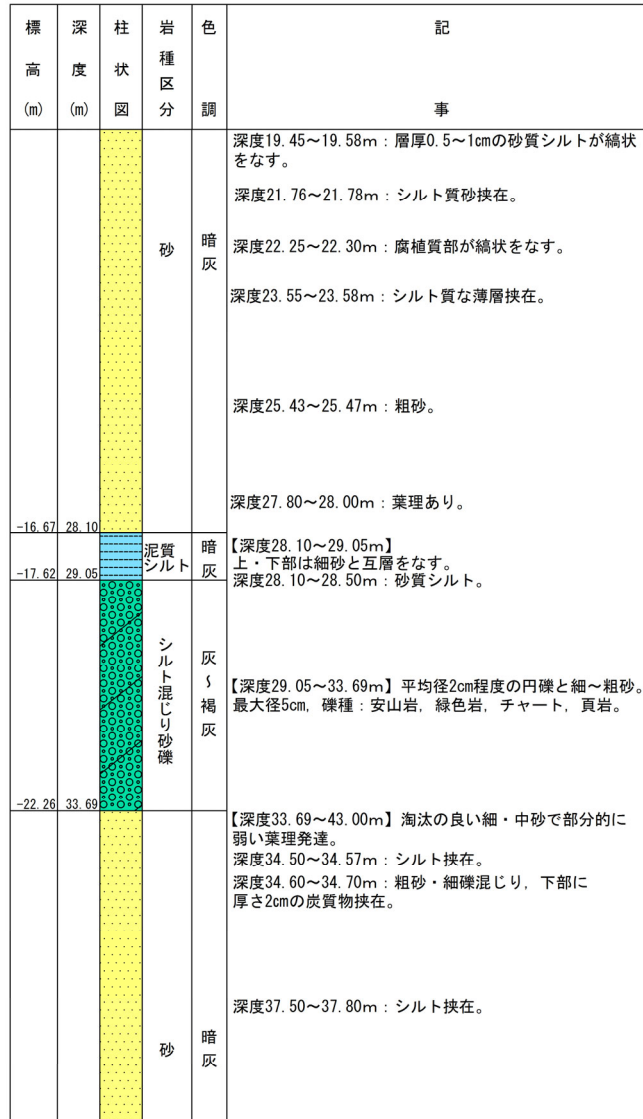 標高(m) 深度(m) 柱状図 岩種区分 色調 記事
深度19.45～19.58m：層厚0.5～1cmの砂質シルトが縞状
をなす。
深度21.76～21.78m：シルト質砂挟在。
砂
暗灰
深度22.25～22.30m：腐植質部が縞状をなす。
深度23.55～23.58m：シルト質な薄層挟在。
深度25.43～25.47m：粗砂。
深度27.80～28.00m：葉理あり。
-16.67 28.10
泥質
シルト
暗灰
【深度28.10～29.05m】
上・下部は細砂と互層をなす。
-17.62 29.05
深度28.10～28.50m：砂質シルト。
シルト混じり砂礫
灰～褐灰
【深度29.05～33.69m】平均径2cm程度の円礫と細～粗砂。
最大径5cm，礫種：安山岩，緑色岩，チャート，頁岩。
-22.26 33.69
【深度33.69～43.00m】淘汰の良い細・中砂で部分的に
弱い葉理発達。
深度34.50～34.57m：シルト挟在。
深度34.60～34.70m：粗砂・細礫混じり，下部に
厚さ2cmの炭質物挟在。
深度37.50～37.80m：シルト挟在。
砂
暗灰